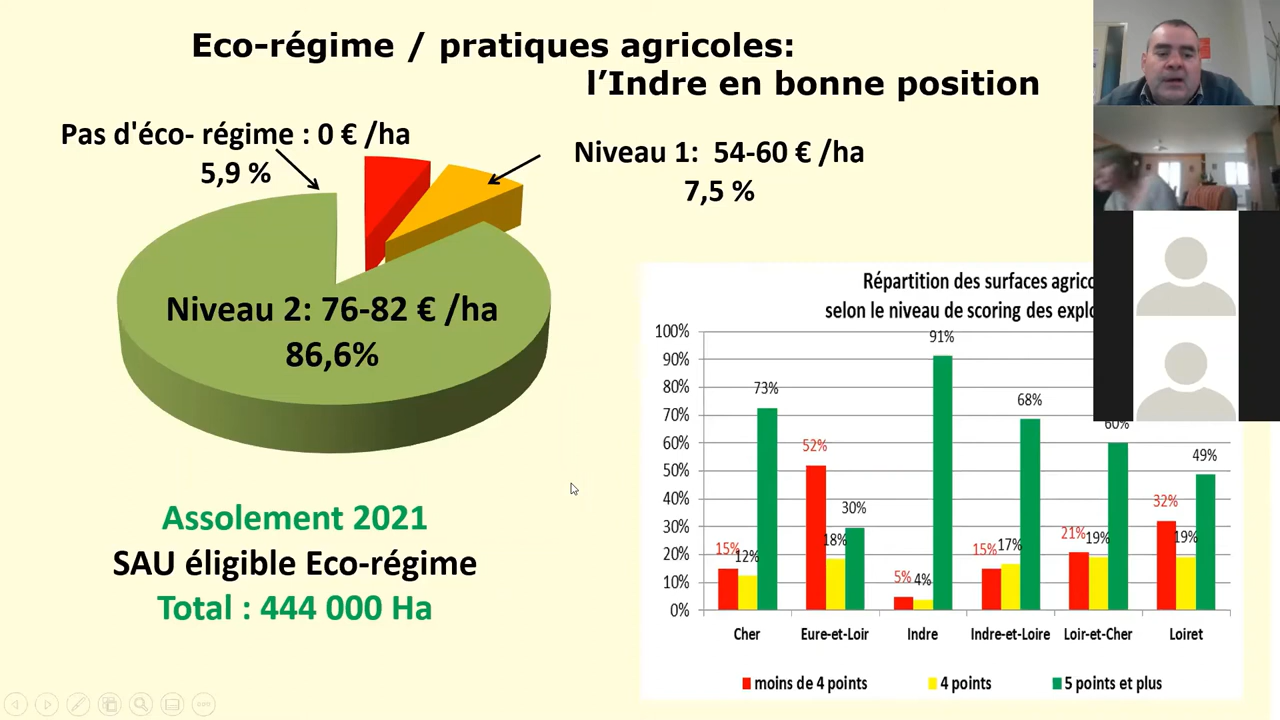 Eco-régime / pratiques agricoles:
l’Indre en bonne position
Pas d'éco- régime : 0 € /ha
5,9 %
Niveau 1: 54-60 € /ha
7,5 %
Niveau 2: 76-82 € /ha
86,6%
Assolement 2021
SAU éligible Eco-régime
Total : 444 000 Ha
Répartition des surfaces
selon le niveau de scoring des
100%
90%
80%
70%
60%
50%
40%
30%
20%
10%
0%
15%
12%
73%
52%
18%
30%
5%
4%
91%
15%
17%
68%
21%
19%
60%
32%
19%
49%
Cher
Eure-et-Loir
Indre
Indre-et-Loire
Loir-et-Cher
Loiret
moins de 4 points
4 points
5 points et plus